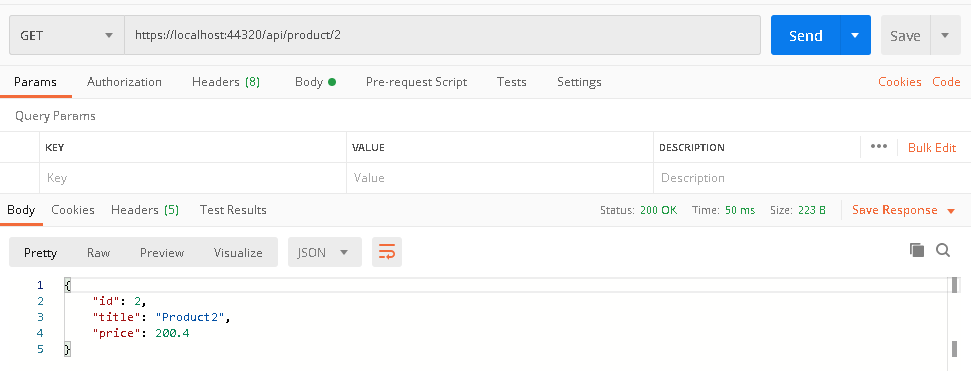 GET https://localhost:44320/api/product/2 Send Save
Params Authorization Headers (8) Body Pre-request Script Tests Settings Cookies Code
Query Params
KEY VALUE DESCRIPTION ••• Bulk Edit
Key Value Description
Body Cookies Headers (5) Test Results Status: 200 OK Time: 50 ms Size: 223 B Save Response
Pretty Raw Preview Visualize JSON
1 {
2 "id": 2,
3 "title": "Product2",
4 "price": 200.4
5 }